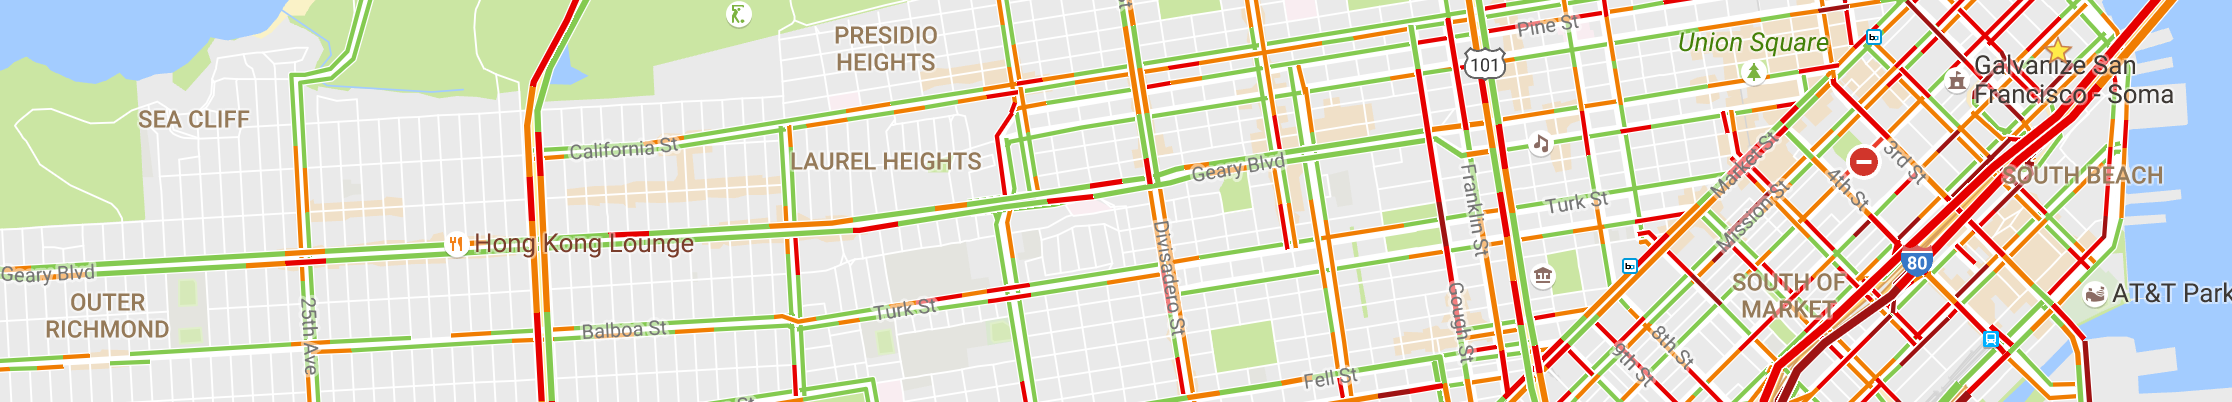 PRESIDIO
HEIGHTS
Pine St
Union Square
101
Galvanize San
Francisco - Soma
SEA CLIFF
California St
LAUREL HEIGHTS
Geary Blvd
Market St
3rd St
4th St
SOUTH BEACH
Franklin St
Turk St
Mission St
Hong Kong Lounge
Geary Blvd
Divisadero St
80
OUTER
RICHMOND
25th Ave
Balboa St
Turk St
Gough St
SOUTH OF
MARKET
AT&T Park
8th St
9th St
Fell St
St
St